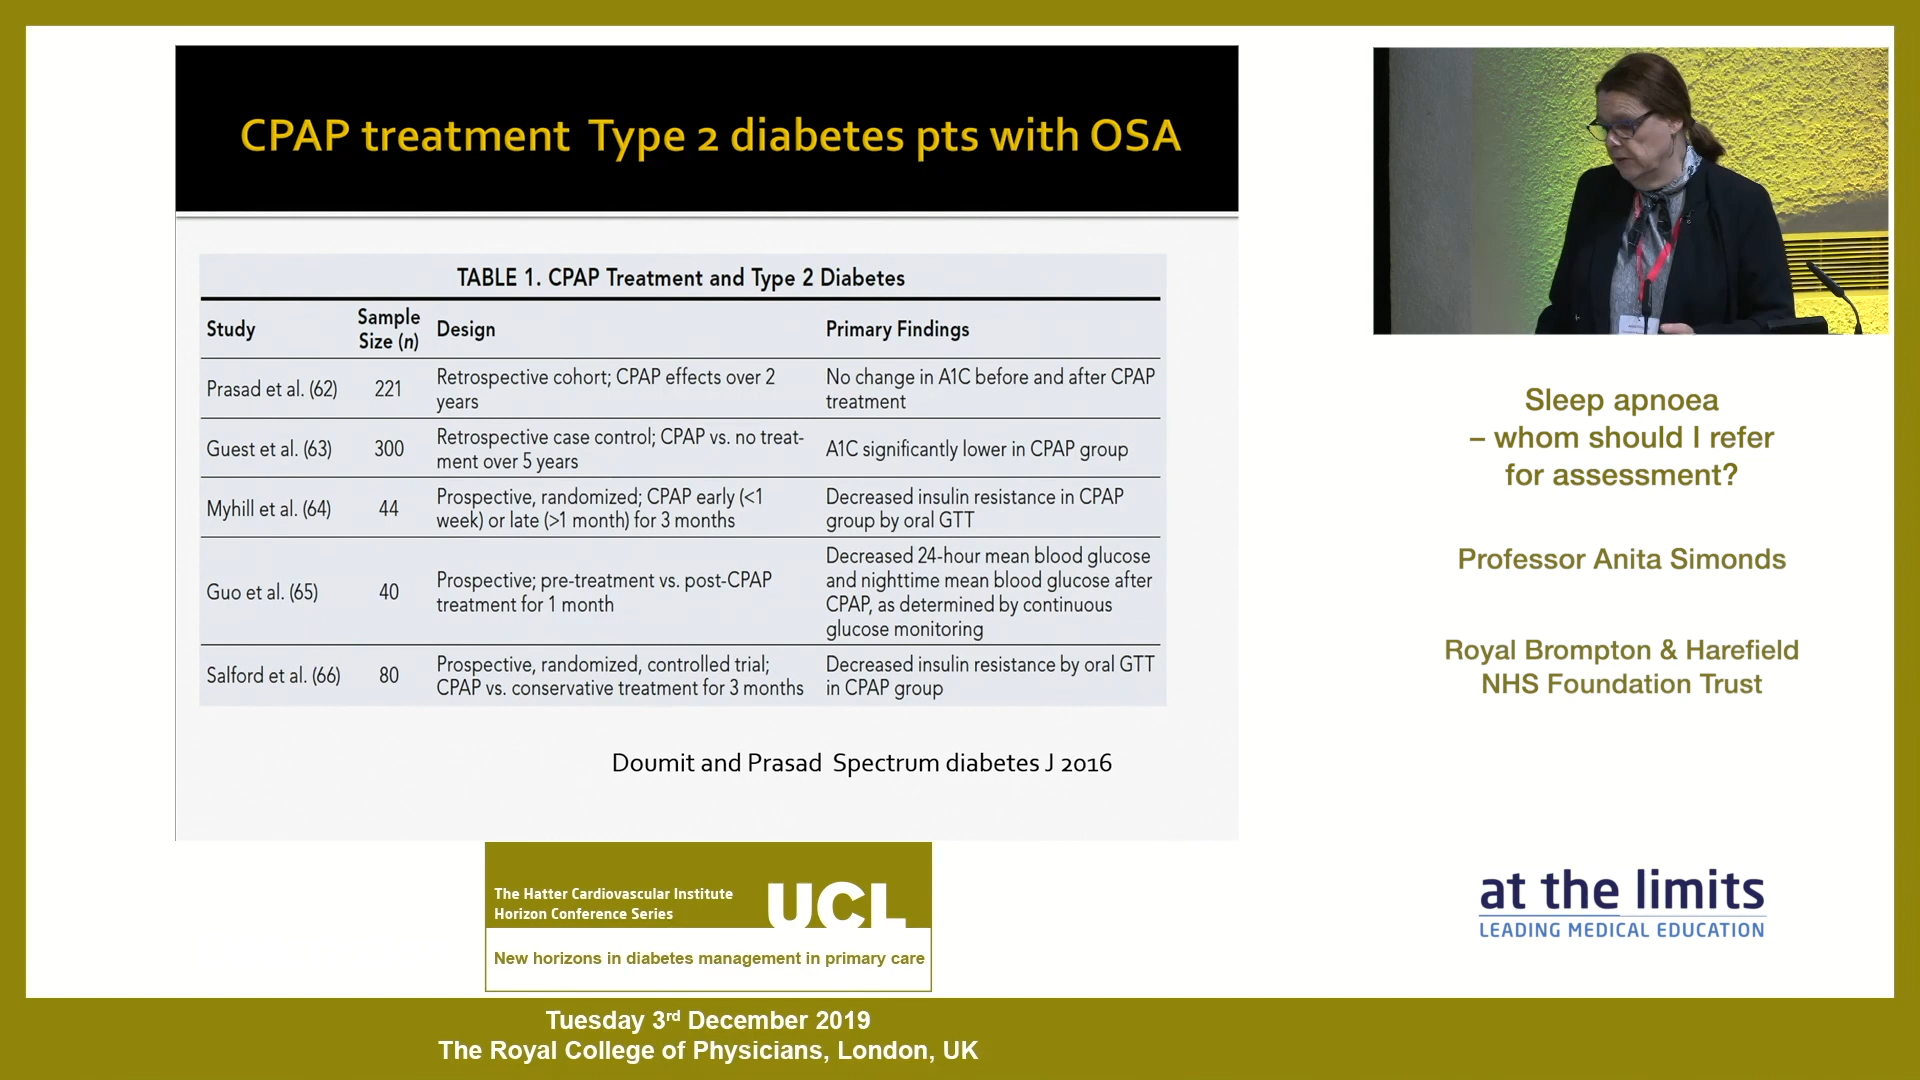 CPAP treatment Type 2 diabetes pts with OSA
TABLE 1. CPAP Treatment and Type 2 Diabetes
Study
Sample
Size (n)
Design
Primary Findings
Prasad et al. (62)
221
Retrospective cohort; CPAP effects over 2
years
No change in A1C before and after CPAP
treatment
Guest et al. (63)
300
Retrospective case control; CPAP vs. no treat-
ment over 5 years
A1C significantly lower in CPAP group
Myhill et al. (64)
44
Prospective, randomized; CPAP early (<1
week) or late (>1 month) for 3 months
Decreased insulin resistance in CPAP
group by oral GTT
Guo et al. (65)
40
Prospective; pre-treatment vs. post-CPAP
treatment for 1 month
Decreased 24-hour mean blood glucose
and nighttime mean blood glucose after
CPAP, as determined by continuous
glucose monitoring
Salford et al. (66)
80
Prospective, randomized, controlled trial;
CPAP vs. conservative treatment for 3 months
Decreased insulin resistance by oral GTT
in CPAP group
Doumit and Prasad Spectrum diabetes J 2016
Sleep apnoea
– whom should I refer
for assessment?
Professor Anita Simonds
Royal Brompton & Harefield
NHS Foundation Trust
at the limits
LEADING MEDICAL EDUCATION
The Hatter Cardiovascular Institute
Horizon Conference Series
UCL
New horizons in diabetes management in primary care
Tuesday 3rd December 2019
The Royal College of Physicians, London, UK